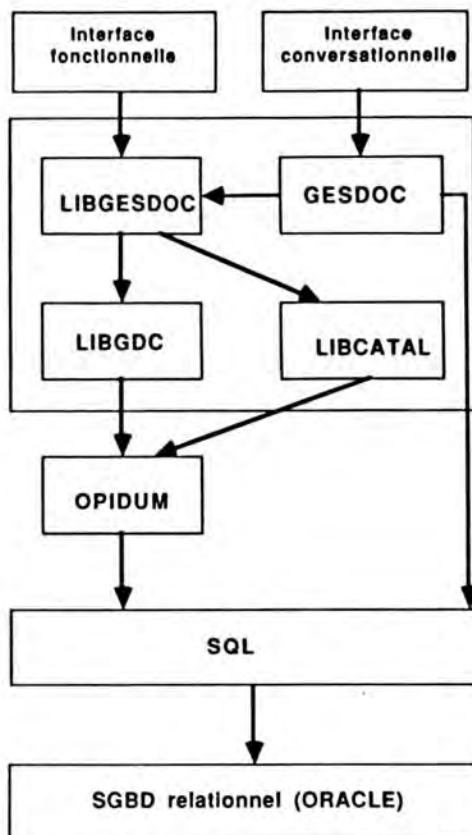 Interface
fonctionnelle
Interface
conversationnelle
LIBGESDOC
GESDOC
LIBGDC
LIBCATAL
OPIDUM
SQL
SGBD relationnel (ORACLE)